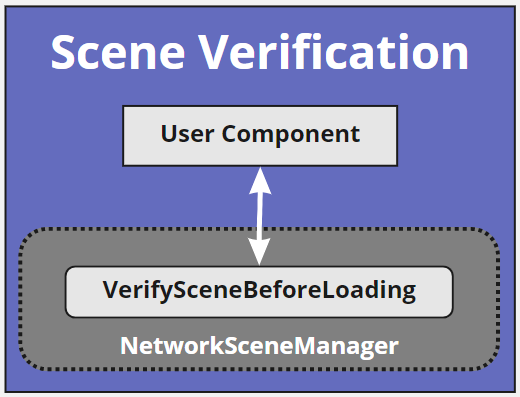 Scene Verification
User Component
VerifySceneBeforeLoading
NetworkSceneManager